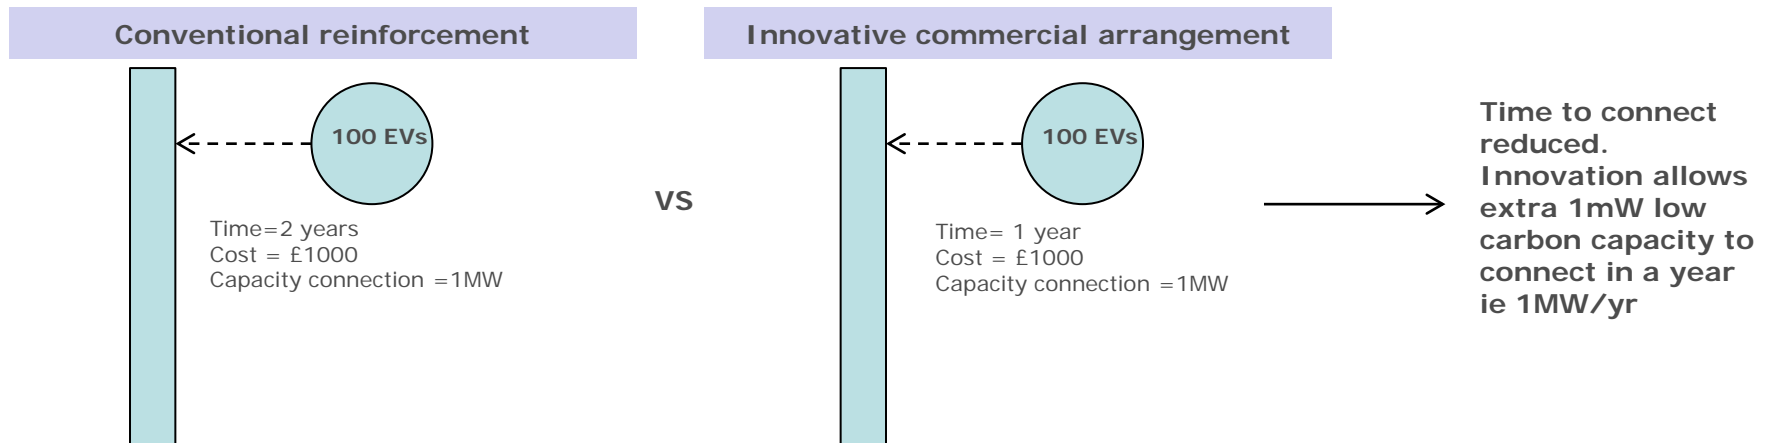 Conventional reinforcement
100 EVs
Time=2 years
Cost = £1000
Capacity connection =1MW
VS
Innovative commercial arrangement
100 EVs
Time= 1 year
Cost = £1000
Capacity connection =1MW
Time to connect
reduced.
Innovation allows
extra 1mW low
carbon capacity to
connect in a year
ie 1MW/yr